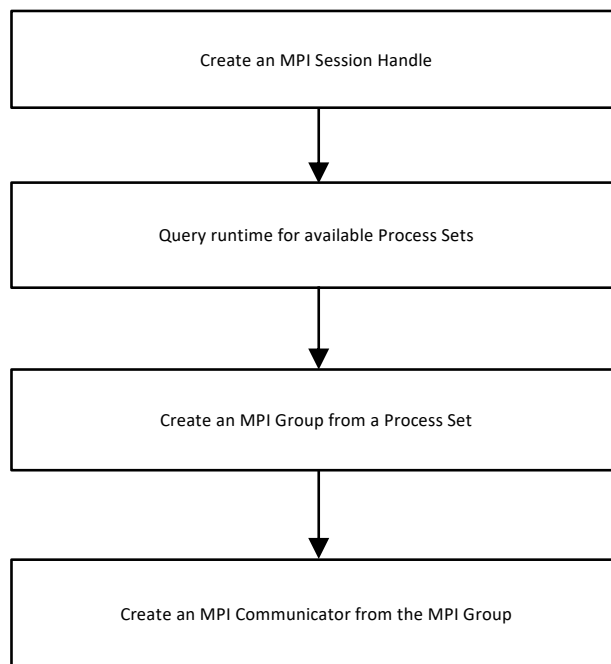 Create an MPI Session Handle
Query runtime for available Process Sets
Create an MPI Group from a Process Set
Create an MPI Communicator from the MPI Group